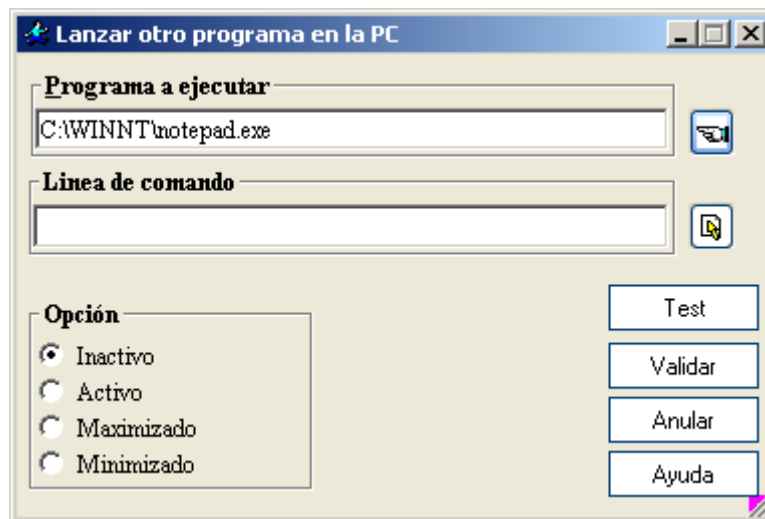 Lanzar otro programa en la PC
Programa a ejecutar
C:\WINNT\notepad.exe
Linea de comando
Opción
Inactivo
Activo
Maximizado
Minimizado
Test
Validar
Anular
Ayuda